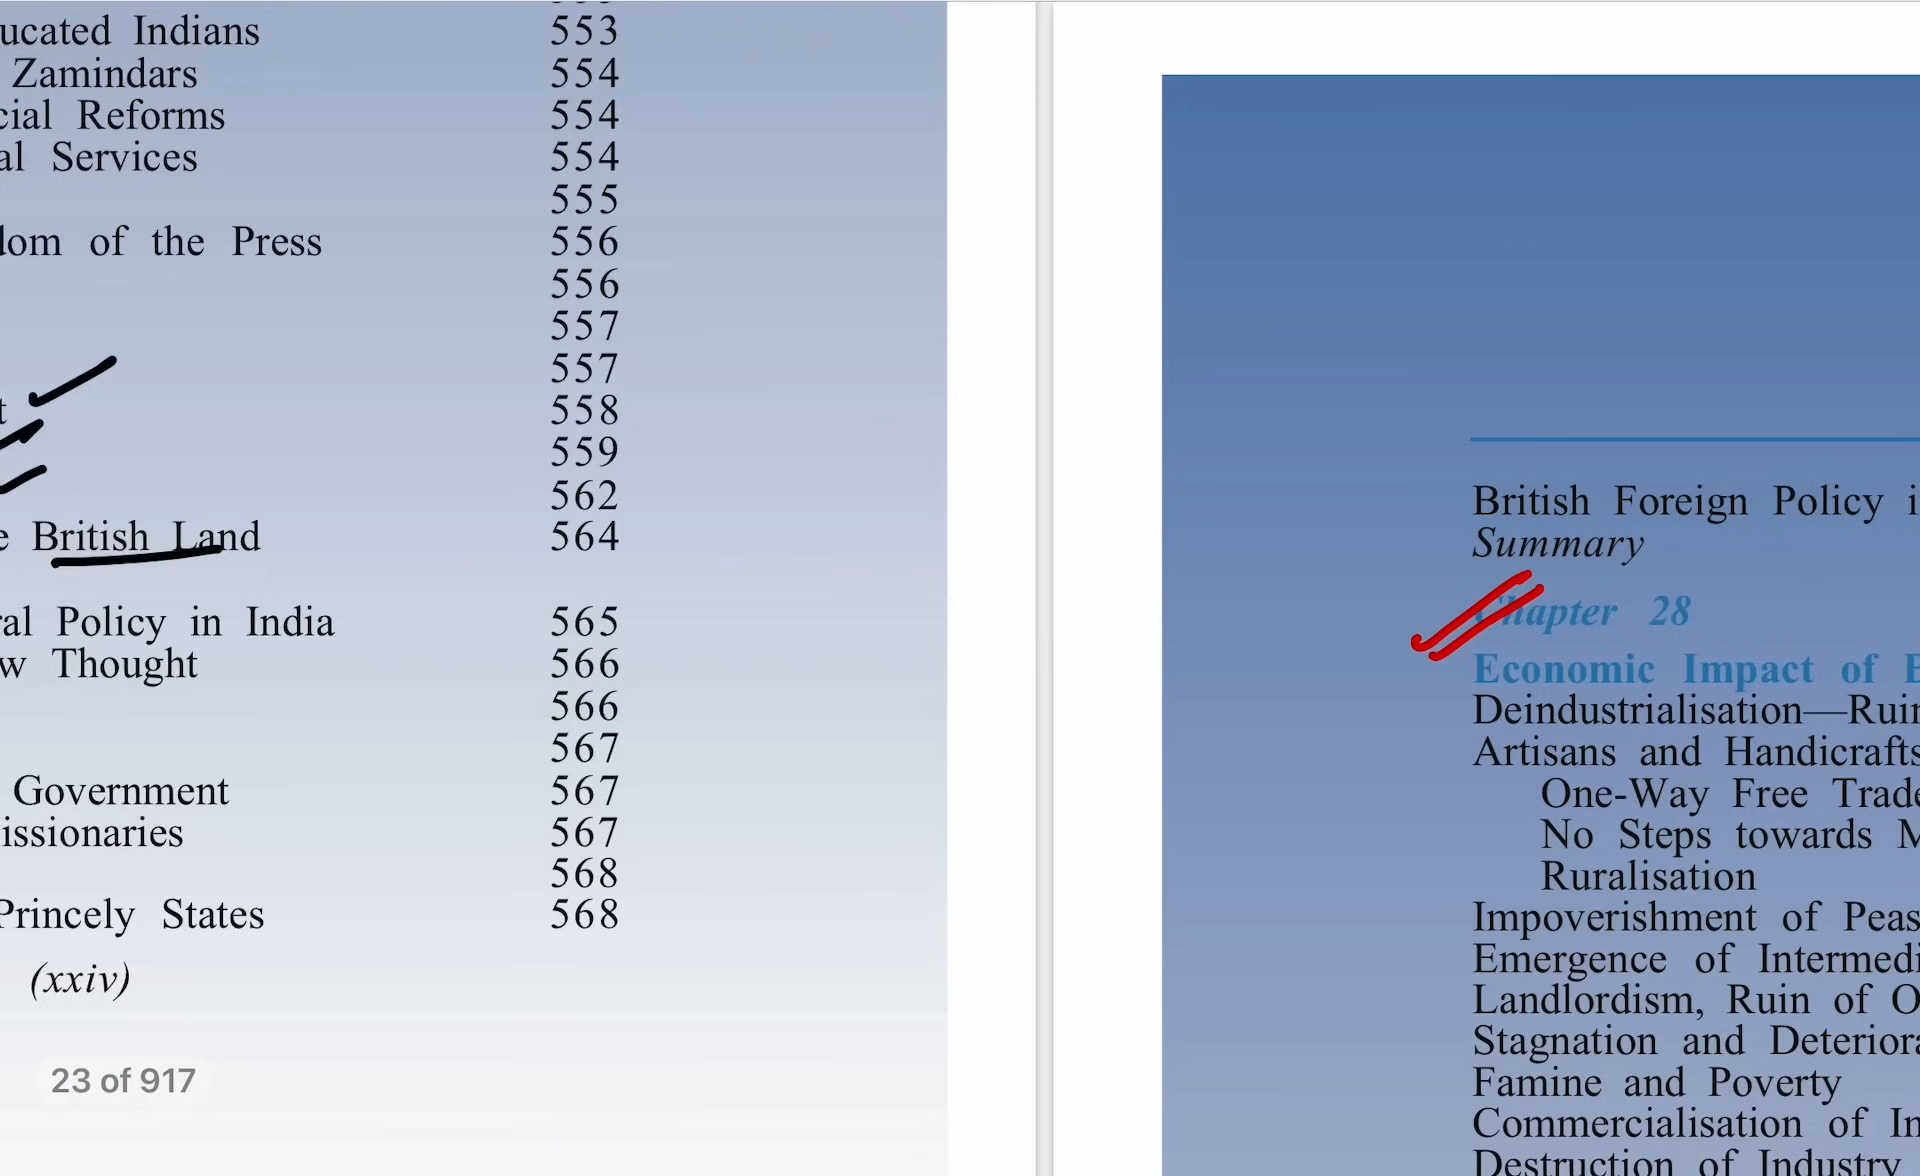 ucated Indians 553
Zamindars 554
cial Reforms 554
al Services 554
555
dom of the Press 556
556
557
557
t 558
559
562
e British Land 564
ral Policy in India 565
w Thought 566
566
567
Government 567
issionaries 567
568
Princely States 568
(xxiv)
23 of 917
British Foreign Policy i
Summary
Chapter 28
Economic Impact of B
Deindustrialisation—Ruin
Artisans and Handicrafts
One-Way Free Trade
No Steps towards M
Ruralisation
Impoverishment of Peas
Emergence of Intermedi
Landlordism, Ruin of O
Stagnation and Deteriora
Famine and Poverty
Commercialisation of In
Destruction of Industry